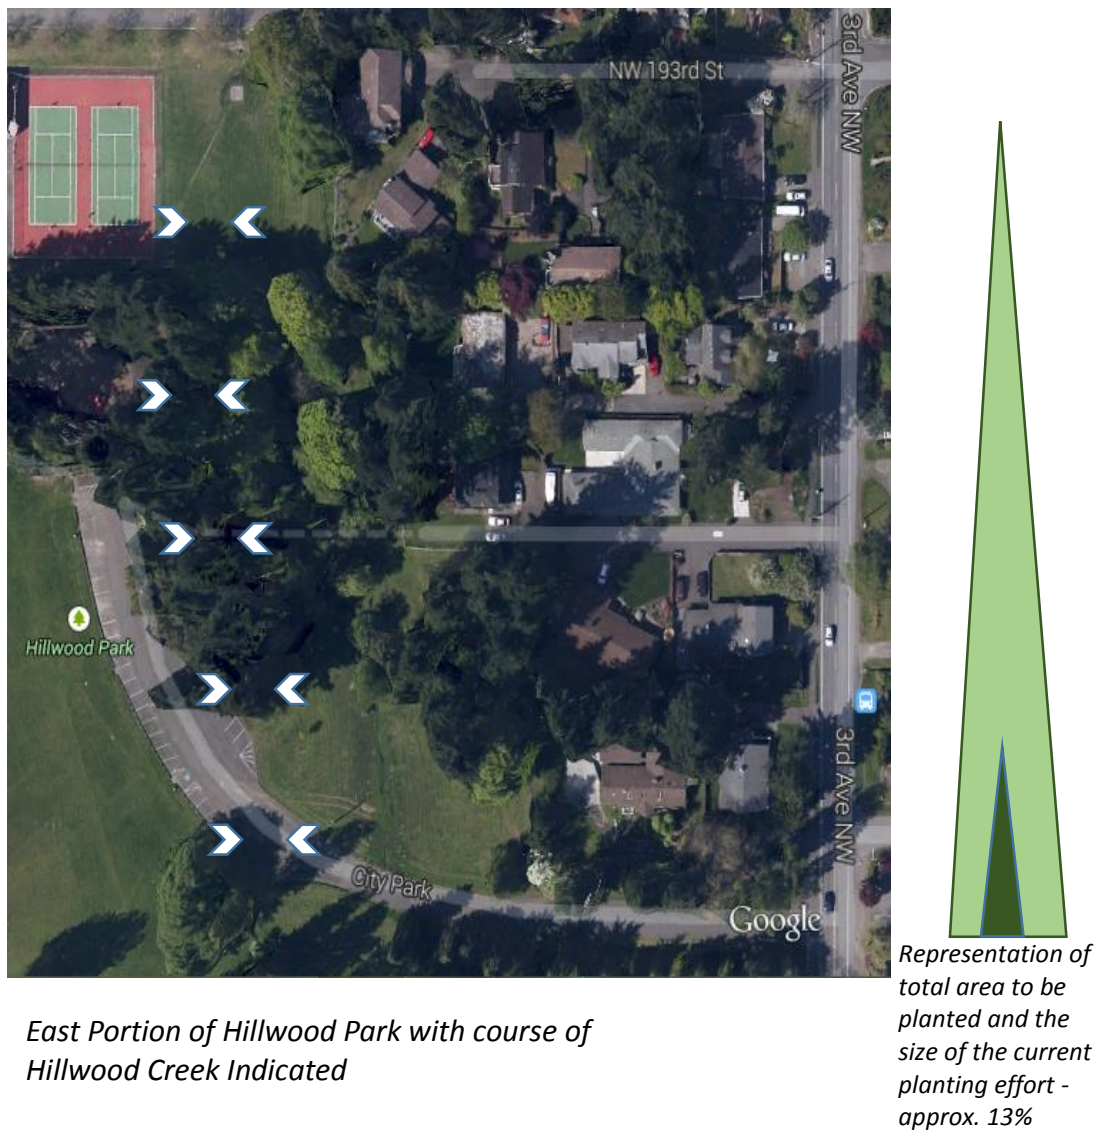 NW 193rd St
3rd Ave NW
Hillwood Park
3rd Ave NW
City Park
Google
East Portion of Hillwood Park with course of
Hillwood Creek Indicated
Representation of
total area to be
planted and the
size of the current
planting effort -
approx. 13%